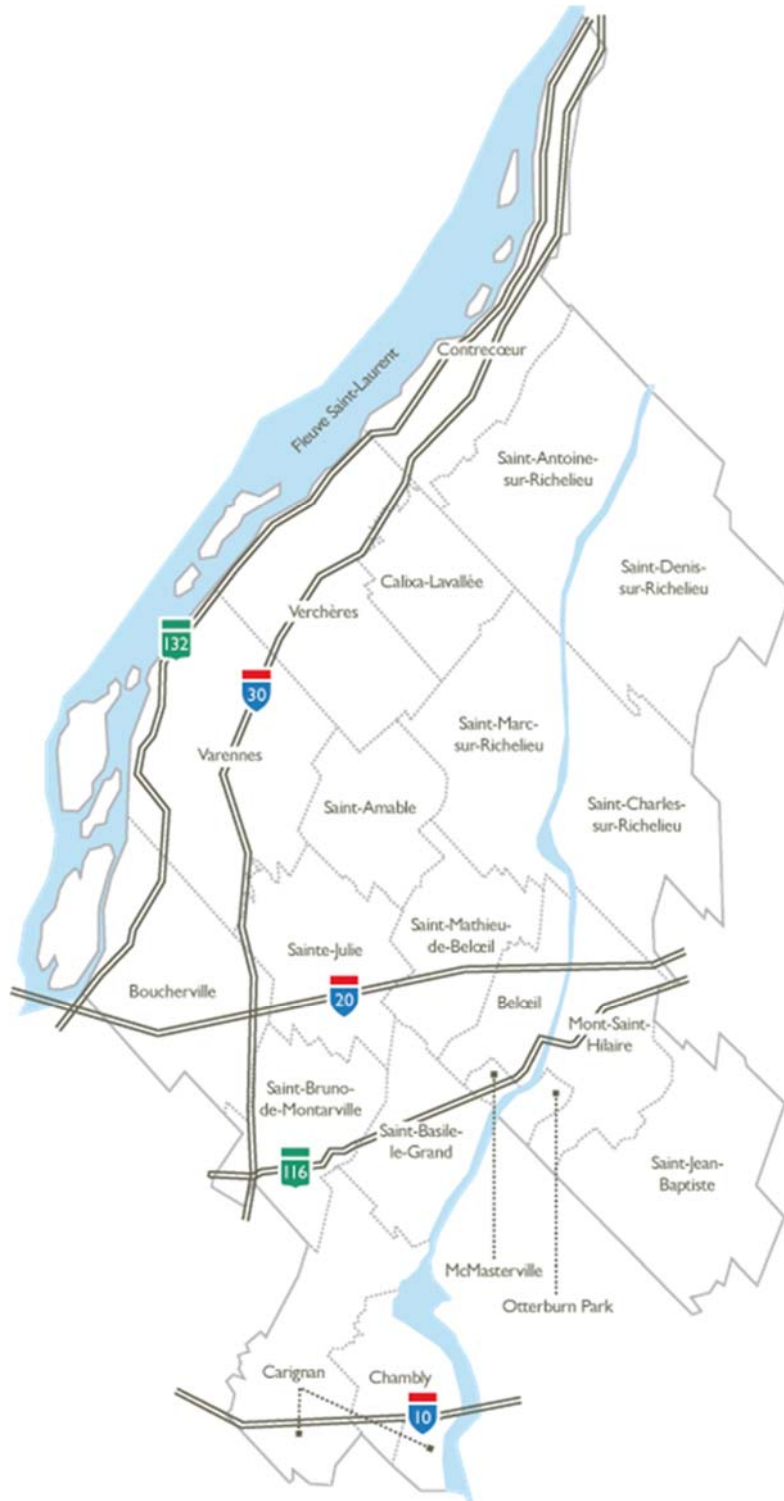 Contrecœur
Fleuve Saint-Laurent
Saint-Antoine-
sur-Richelieu
Saint-Denis-
sur-Richelieu
Calixa-Lavallée
Verchères
132
30
Saint-Marc-
sur-Richelieu
Varennes
Saint-Amable
Saint-Charles-
sur-Richelieu
Saint-Mathieu-
de-Belœil
Sainte-Julie
Boucherville
20
Belœil
Mont-Saint-
Hilaire
Saint-Bruno-
de-Montarville
Saint-Basile-
le-Grand
116
Saint-Jean-
Baptiste
McMasterville
Otterburn Park
Carignan
Chambly
10